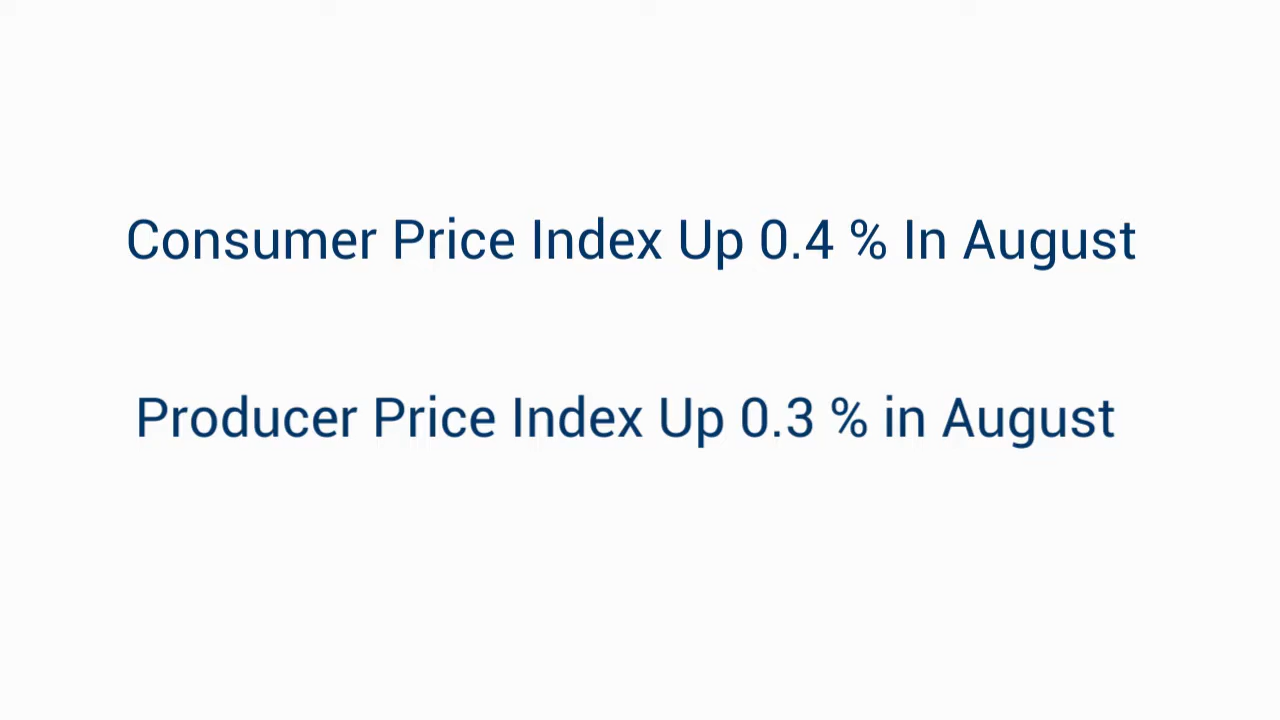 Consumer Price Index Up 0.4 % In August
Producer Price Index Up 0.3 % in August